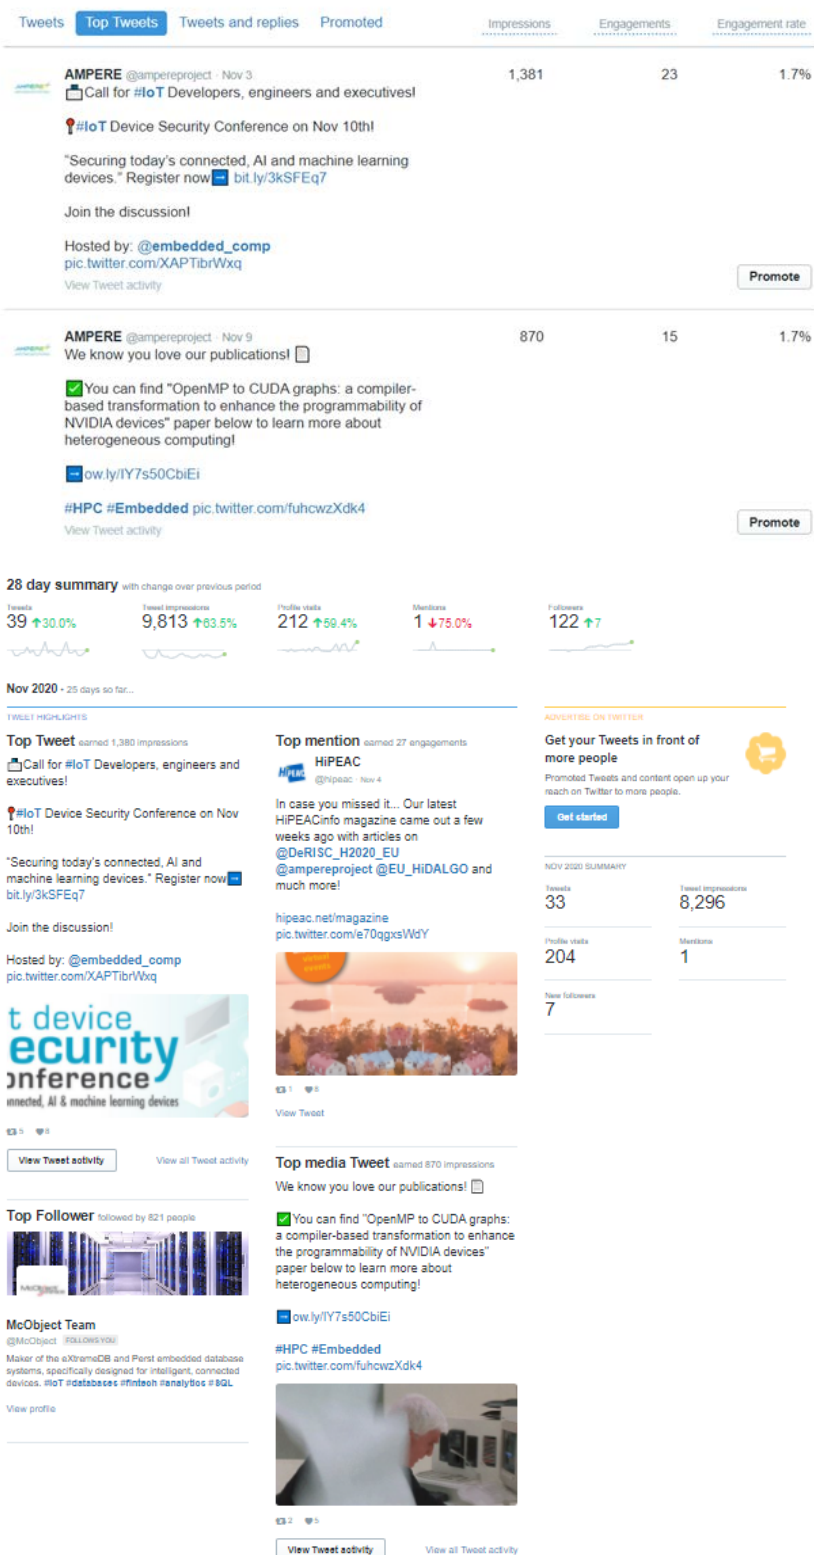 Tweets Top Tweets Tweets and replies Promoted Impressions Engagements Engagement rate
AMPERE @ampereproject · Nov 3 1,381 23 1.7%
Call for #IoT Developers, engineers and executives!
#IoT Device Security Conference on Nov 10th!
"Securing today's connected, AI and machine learning
devices." Register now bit.ly/3kSFEq7
Join the discussion!
Hosted by: @embedded_comp
pic.twitter.com/XAPTibrWxq
View Tweet activity
Promote
AMPERE @ampereproject · Nov 9 870 15 1.7%
We know you love our publications!
You can find "OpenMP to CUDA graphs: a compiler-
based transformation to enhance the programmability of
NVIDIA devices" paper below to learn more about
heterogeneous computing!
ow.ly/IY7s50CbiEi
#HPC #Embedded pic.twitter.com/fuhcwzXdk4
View Tweet activity
Promote
28 day summary with change over previous period
Tweets Tweet impressions Profile visits Mentions Followers
39 ↑30.0% 9,813 ↑63.5% 212 ↑59.4% 1 ↓75.0% 122 ↑7
Nov 2020 · 25 days so far...
TWEET HIGHLIGHTS
Top Tweet earned 1,380 impressions
Call for #IoT Developers, engineers and
executives!
#IoT Device Security Conference on Nov
10th!
"Securing today's connected, AI and
machine learning devices." Register now
bit.ly/3kSFEq7
Join the discussion!
Hosted by: @embedded_comp
pic.twitter.com/XAPTibrWxq
t device
ecurity
onference
onnected, AI & machine learning devices
5 8
View Tweet activity View all Tweet activity
Top Follower followed by 821 people
McObject
McObject Team
@McObject FOLLOWS YOU
Maker of the eXtremeDB and Perst embedded database
systems, specifically designed for intelligent, connected
devices. #IoT #databases #fintech #analytics #SQL
View profile
Top mention earned 27 engagements
HiPEAC
HiPEAC
@hipeac · Nov 4
In case you missed it... Our latest
HiPEACinfo magazine came out a few
weeks ago with articles on
@DeRISC_H2020_EU
@ampereproject @EU_HiDALGO and
much more!
hipeac.net/magazine
pic.twitter.com/e70qgxsWdY
virtual
events
1 6
View Tweet
Top media Tweet earned 870 impressions
We know you love our publications!
You can find "OpenMP to CUDA graphs:
a compiler-based transformation to enhance
the programmability of NVIDIA devices"
paper below to learn more about
heterogeneous computing!
ow.ly/IY7s50CbiEi
#HPC #Embedded
pic.twitter.com/fuhcwzXdk4
2 5
View Tweet activity View all Tweet activity
ADVERTISE ON TWITTER
Get your Tweets in front of
more people
Promoted Tweets and content open up your
reach on Twitter to more people.
Get started
NOV 2020 SUMMARY
Tweets Tweet impressions
33 8,296
Profile visits Mentions
204 1
New followers
7